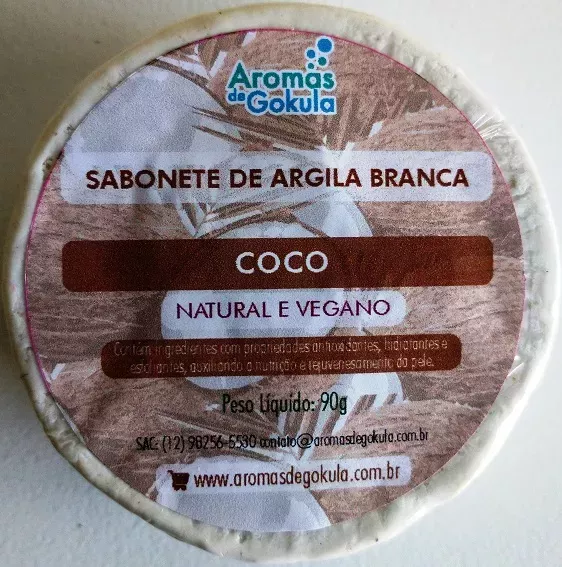 Aromas
de Gokula
SABONETE DE ARGILA BRANCA
COCO
NATURAL E VEGANO
Contém ingredientes com propriedades antioxidantes, hidratantes e
esfoliantes, auxiliando a nutrição e rejuvenescimento da pele.
Peso Líquido: 90g
SAC: (12) 98256-5530 contato@aromasdegokula.com.br
www.aromasdegokula.com.br